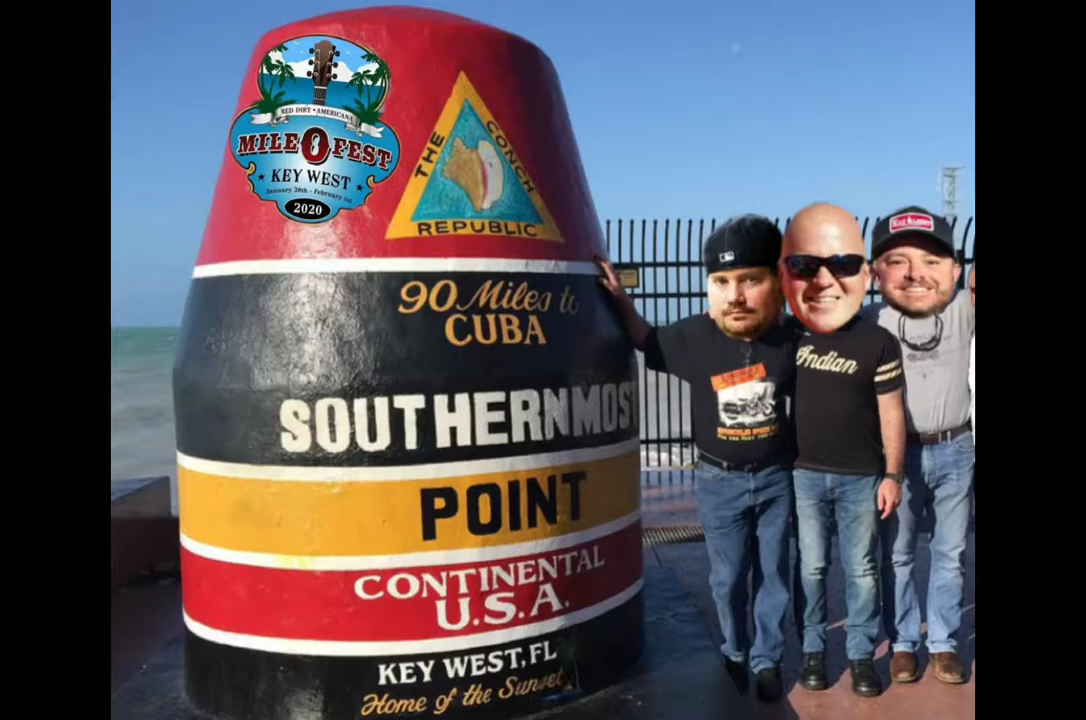 RED DIRT • AMERICANA
MILE 0 FEST
★ KEY WEST ★
January 28th - February 1st
2020
THE CONCH
REPUBLIC
90 Miles to
CUBA
SOUTHERNMOST
POINT
CONTINENTAL
U.S.A.
KEY WEST, FL
Home of the Sunset
Indian